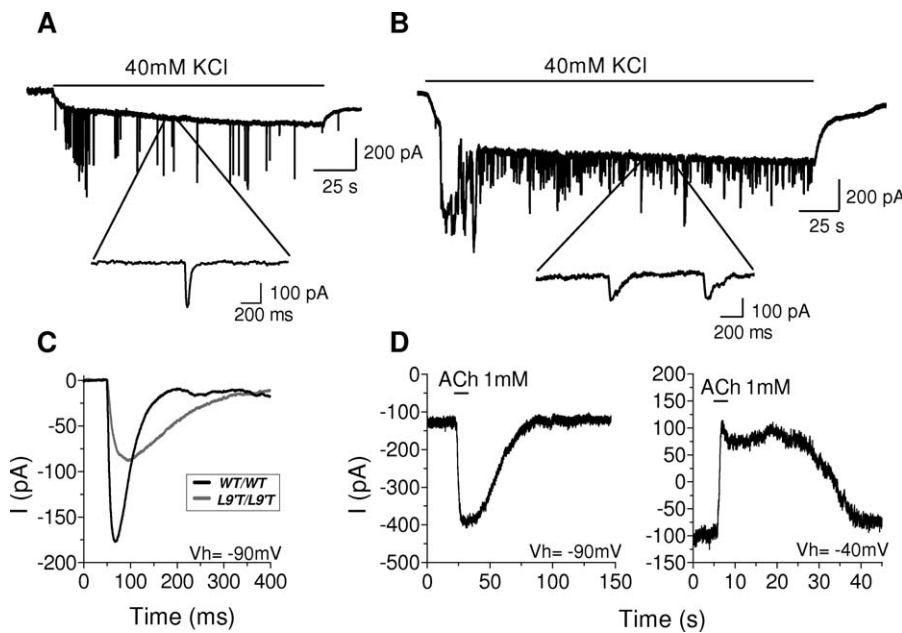 A
40mM KCl
200 pA
25 s
100 pA
200 ms
B
40mM KCl
200 pA
25 s
100 pA
200 ms
C
0
-50
-100
-150
-200
I (pA)
WT/WT
L9'T/L9'T
Vh= -90mV
0 100 200 300 400
Time (ms)
D
0
-100
-200
-300
-400
-500
I (pA)
ACh 1mM
Vh= -90mV
0 50 100 150
200
150
100
50
0
-50
-100
-150
ACh 1mM
Vh= -40mV
0 10 20 30 40
Time (s)